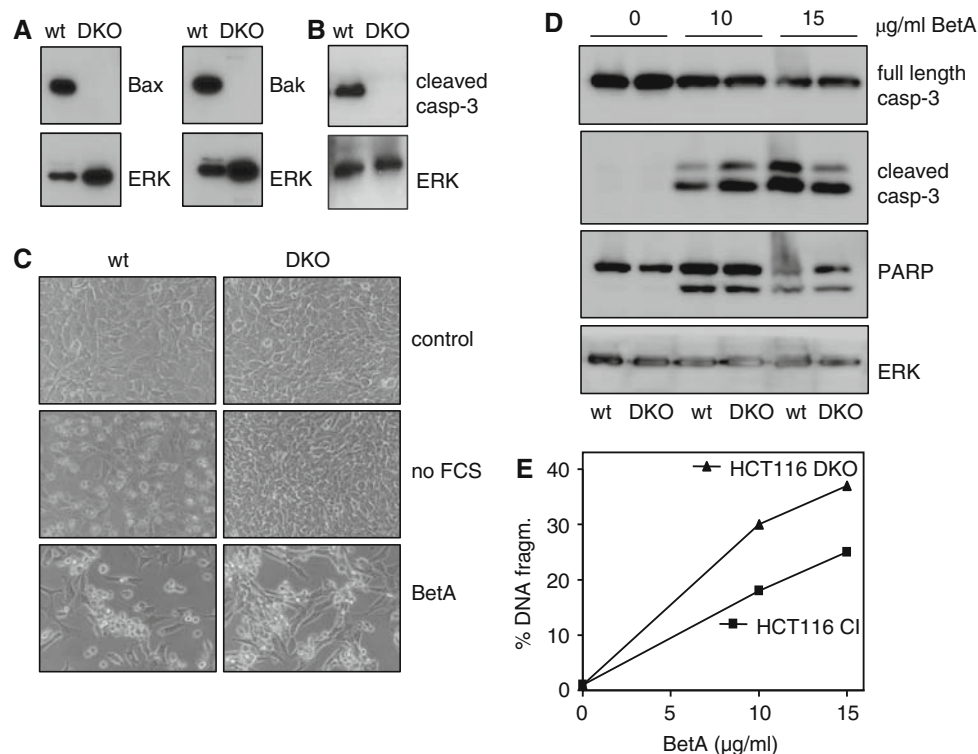 A wt DKO wt DKO B wt DKO
Bax Bak cleaved casp-3
ERK ERK ERK
C wt DKO
control
no FCS
BetA
D 0 10 15 µg/ml BetA
full length casp-3
cleaved casp-3
PARP
ERK
wt DKO wt DKO wt DKO
E
HCT116 DKO
HCT116 CI
% DNA fragm.
40
30
20
10
0
0 5 10 15
BetA (µg/ml)